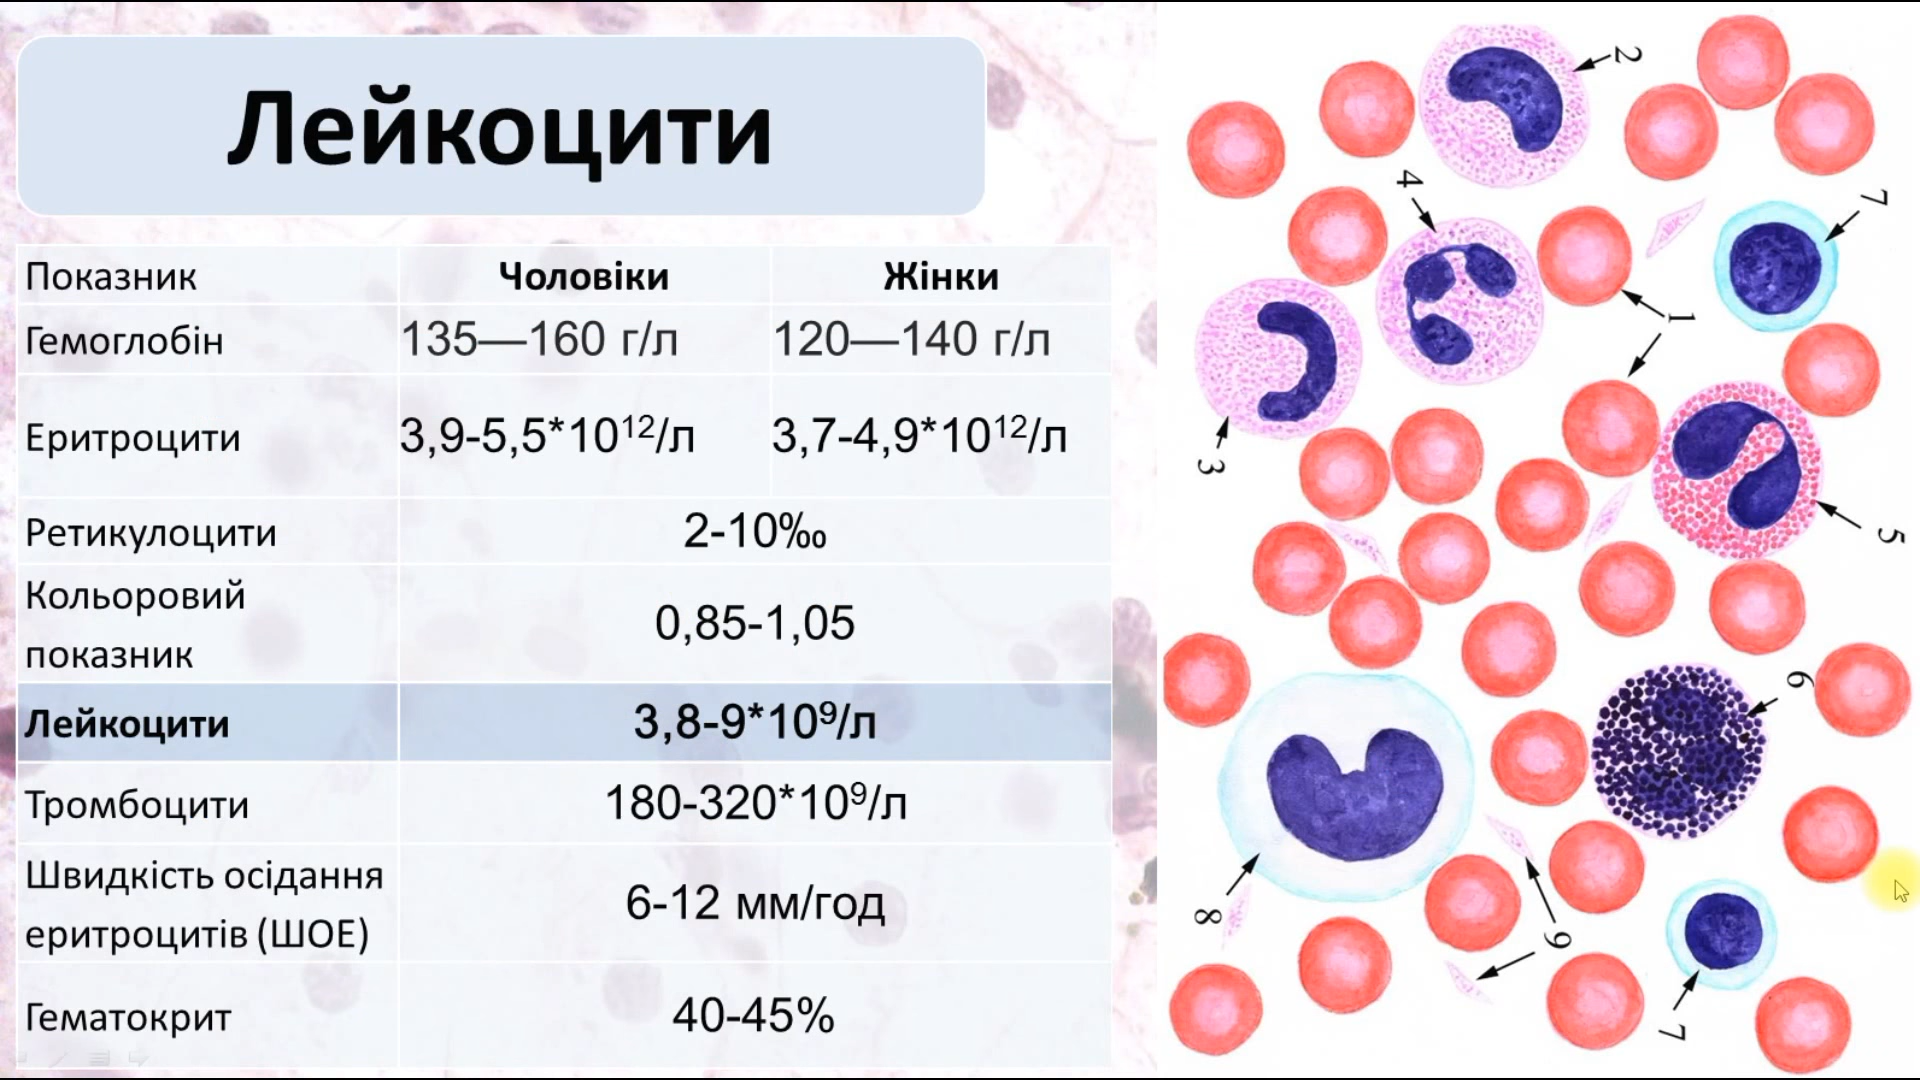 Лейкоцити
Показник Чоловіки Жінки
Гемоглобін 135—160 г/л 120—140 г/л
Еритроцити 3,9-5,5*10¹²/л 3,7-4,9*10¹²/л
Ретикулоцити 2-10‰
Кольоровий
показник 0,85-1,05
Лейкоцити 3,8-9*10⁹/л
Тромбоцити 180-320*10⁹/л
Швидкість осідання
еритроцитів (ШОЕ) 6-12 мм/год
Гематокрит 40-45%
2
4
7
1
3
5
6
8
9
7